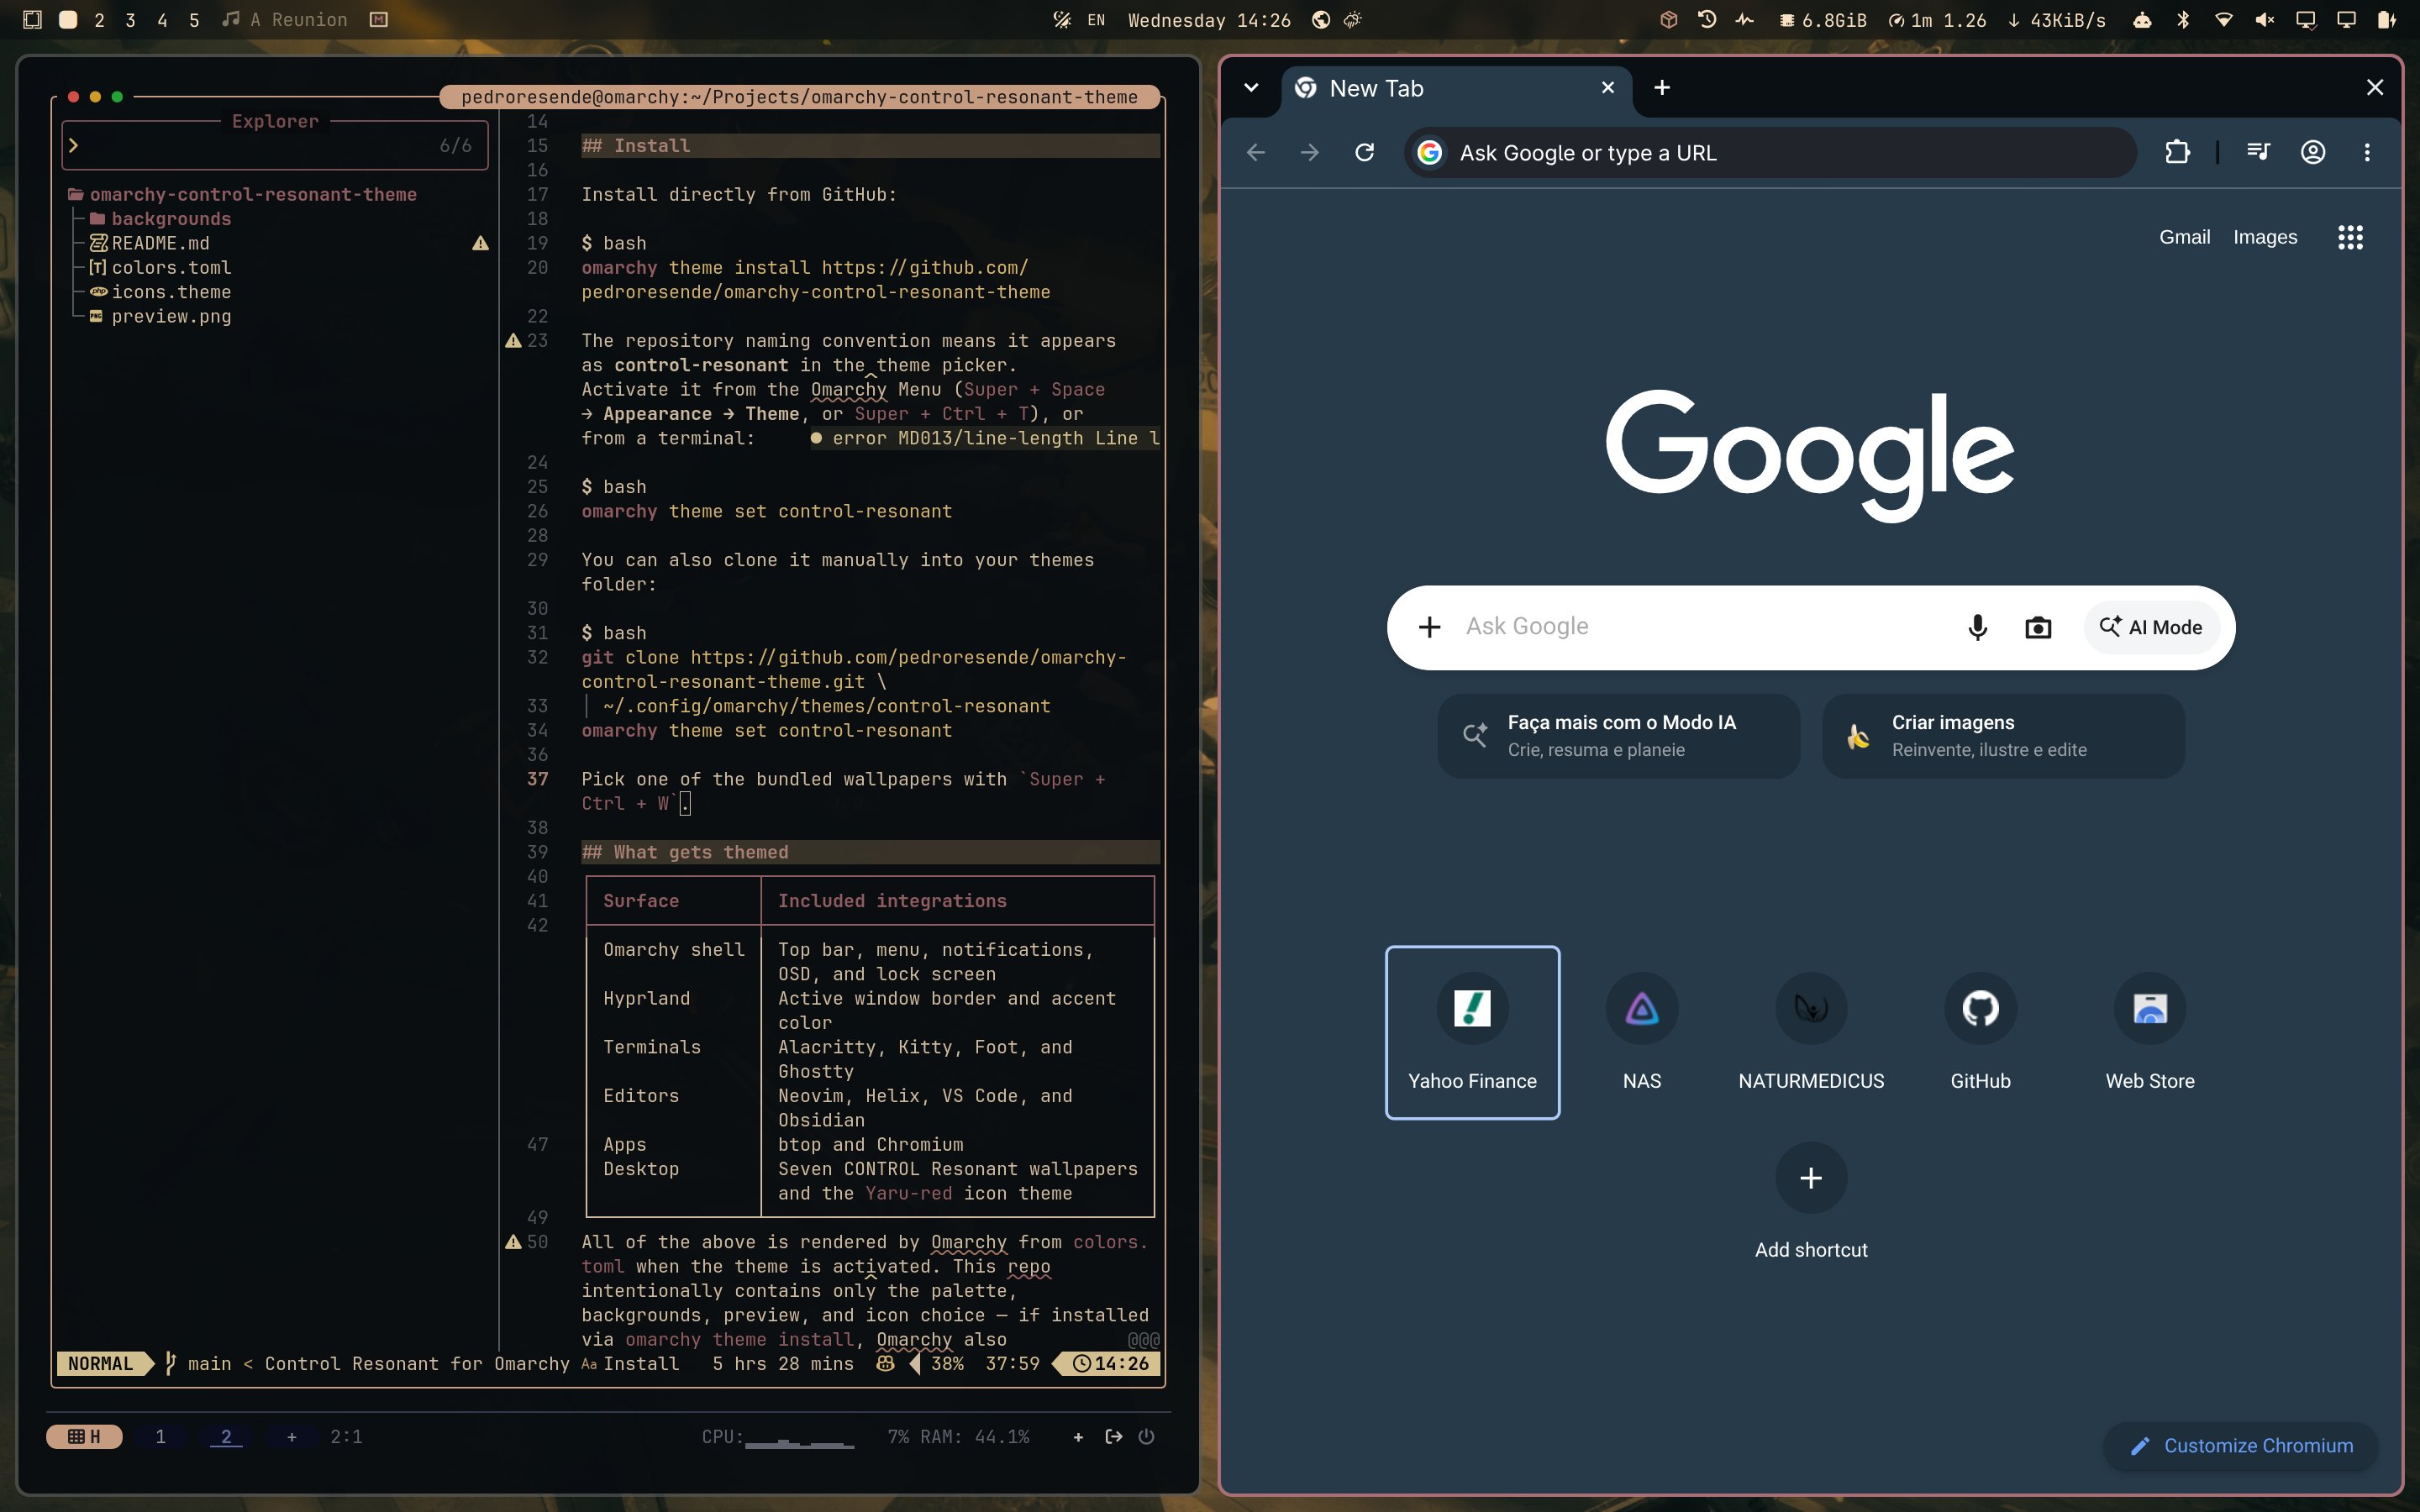 2 3 4 5 A Reunion
EN Wednesday 14:26
6.8GiB 1m 1.26 ↓ 43KiB/s
pedroresende@omarchy:~/Projects/omarchy-control-resonant-theme
Explorer
6/6
omarchy-control-resonant-theme
backgrounds
README.md
colors.toml
icons.theme
preview.png
14
15 ## Install
16
17 Install directly from GitHub:
18
19 $ bash
20 omarchy theme install https://github.com/
pedroresende/omarchy-control-resonant-theme
22
23 The repository naming convention means it appears
as control-resonant in the theme picker.
Activate it from the Omarchy Menu (Super + Space
→ Appearance → Theme, or Super + Ctrl + T), or
from a terminal: ● error MD013/line-length Line l
24
25 $ bash
26 omarchy theme set control-resonant
28
29 You can also clone it manually into your themes
folder:
30
31 $ bash
32 git clone https://github.com/pedroresende/omarchy-
control-resonant-theme.git \
33 ~/.config/omarchy/themes/control-resonant
34 omarchy theme set control-resonant
36
37 Pick one of the bundled wallpapers with `Super +
Ctrl + W`.
38
39 ## What gets themed
40
41 Surface Included integrations
42
Omarchy shell Top bar, menu, notifications,
OSD, and lock screen
Hyprland Active window border and accent
color
Terminals Alacritty, Kitty, Foot, and
Ghostty
Editors Neovim, Helix, VS Code, and
Obsidian
47 Apps btop and Chromium
Desktop Seven CONTROL Resonant wallpapers
and the Yaru-red icon theme
49
50 All of the above is rendered by Omarchy from colors.
toml when the theme is activated. This repo
intentionally contains only the palette,
backgrounds, preview, and icon choice — if installed
via omarchy theme install, Omarchy also @@@
NORMAL main < Control Resonant for Omarchy Aa Install 5 hrs 28 mins 38% 37:59 14:26
H 1 2 + 2:1 CPU: 7% RAM: 44.1% +
New Tab
Ask Google or type a URL
Gmail Images
Google
Ask Google AI Mode
Faça mais com o Modo IA
Crie, resuma e planeie
Criar imagens
Reinvente, ilustre e edite
Yahoo Finance NAS NATURMEDICUS GitHub Web Store
Add shortcut
Customize Chromium